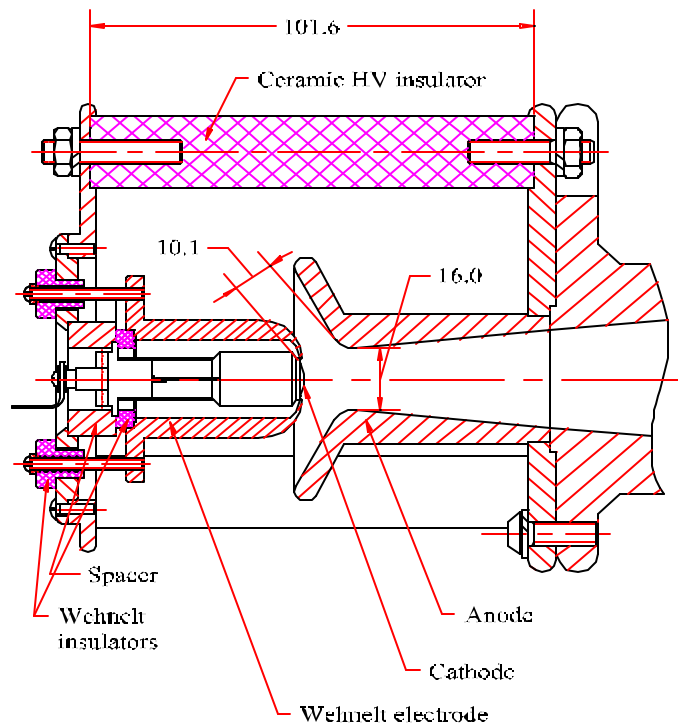 101.6
Ceramic HV insulator
10.1
16.0
Spacer
Wehnelt
insulators
Anode
Cathode
Wehnelt electrode